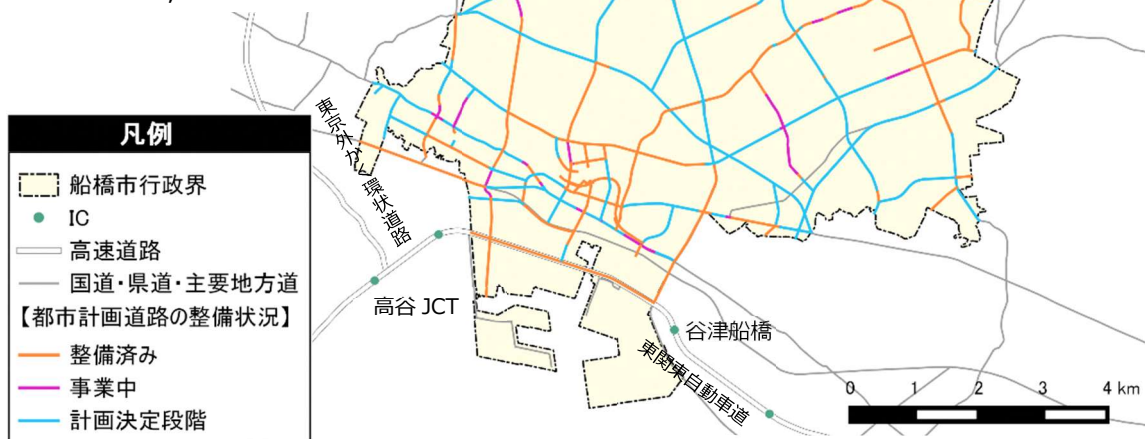 凡例
船橋市行政界
IC
高速道路
国道・県道・主要地方道
【都市計画道路の整備状況】
整備済み
事業中
計画決定段階
東京外かく環状道路
高谷 JCT
谷津船橋
東関東自動車道
0 1 2 3 4 km